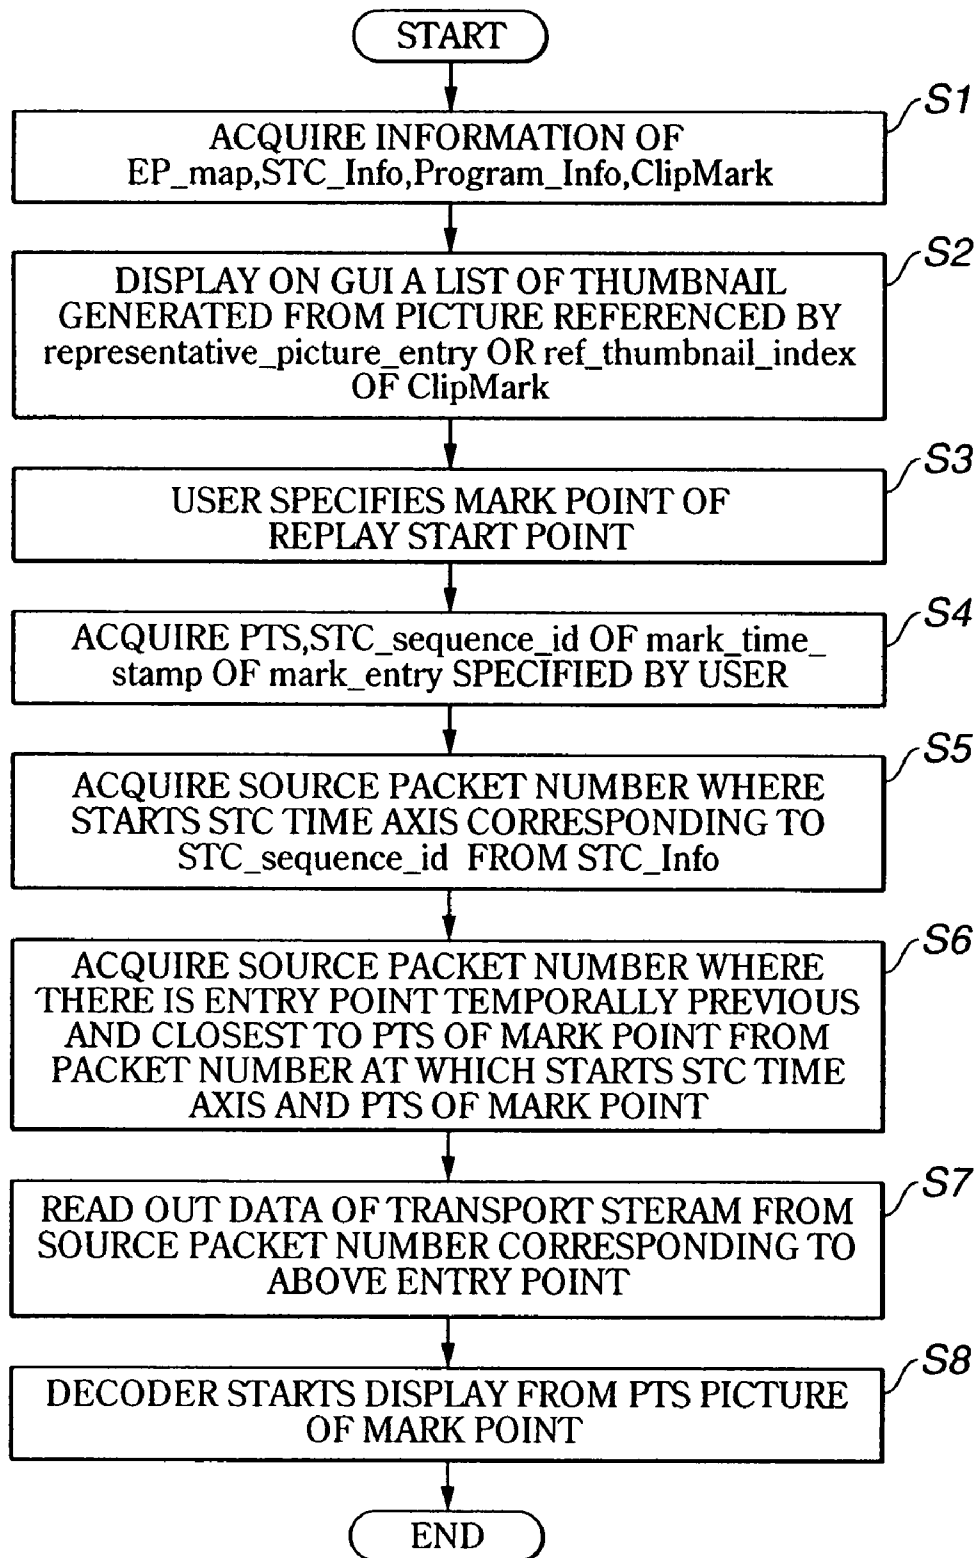 START
S1
ACQUIRE INFORMATION OF
EP_map,STC_Info,Program_Info,ClipMark
S2
DISPLAY ON GUI A LIST OF THUMBNAIL
GENERATED FROM PICTURE REFERENCED BY
representative_picture_entry OR ref_thumbnail_index
OF ClipMark
S3
USER SPECIFIES MARK POINT OF
REPLAY START POINT
S4
ACQUIRE PTS,STC_sequence_id OF mark_time_
stamp OF mark_entry SPECIFIED BY USER
S5
ACQUIRE SOURCE PACKET NUMBER WHERE
STARTS STC TIME AXIS CORRESPONDING TO
STC_sequence_id FROM STC_Info
S6
ACQUIRE SOURCE PACKET NUMBER WHERE
THERE IS ENTRY POINT TEMPORALLY PREVIOUS
AND CLOSEST TO PTS OF MARK POINT FROM
PACKET NUMBER AT WHICH STARTS STC TIME
AXIS AND PTS OF MARK POINT
S7
READ OUT DATA OF TRANSPORT STERAM FROM
SOURCE PACKET NUMBER CORRESPONDING TO
ABOVE ENTRY POINT
S8
DECODER STARTS DISPLAY FROM PTS PICTURE
OF MARK POINT
END